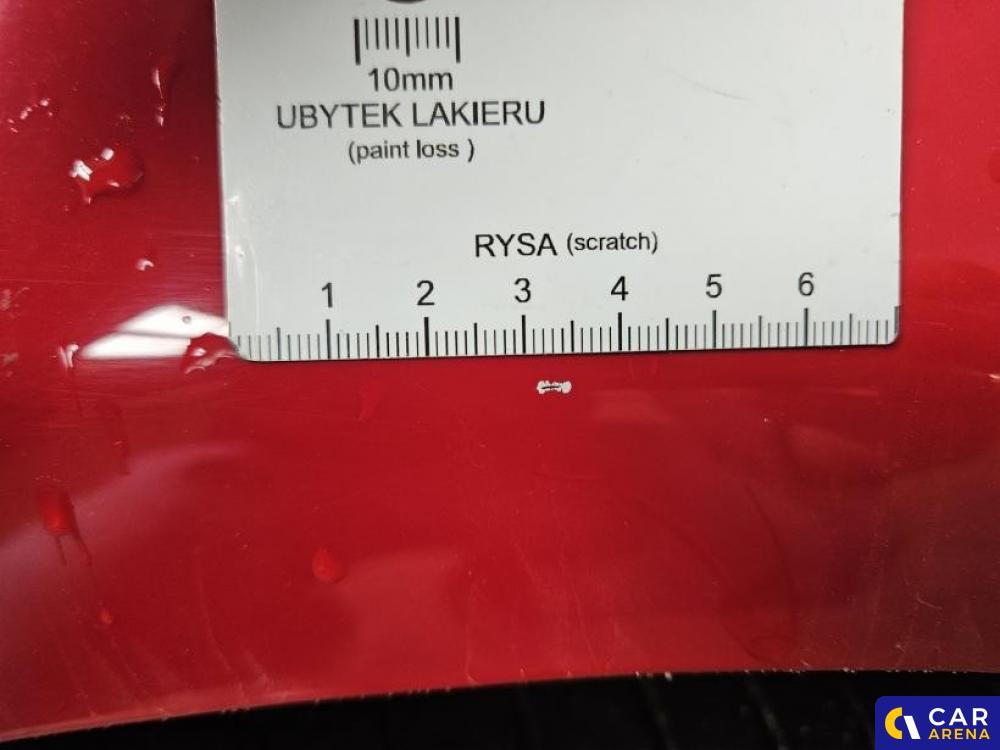 10mm
UBYTEK LAKIERU
(paint loss )
RYSA (scratch)
1 2 3 4 5 6
CAR
ARENA